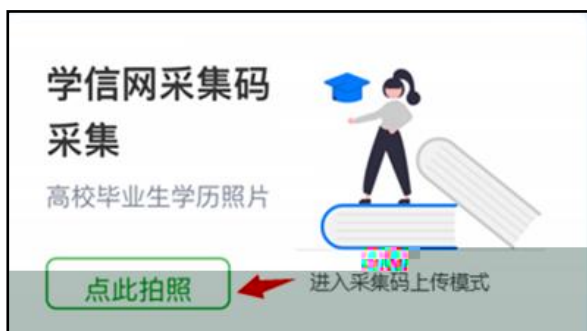 学信网采集码
采集
高校毕业生学历照片
点此拍照
进入采集码上传模式